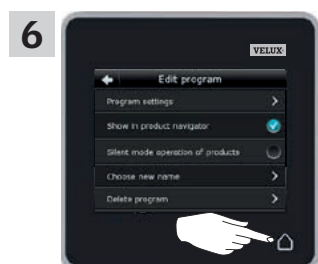 6
VELUX
Edit program
Program settings
Show in product navigator
Silent mode operation of products
Choose new name
Delete program